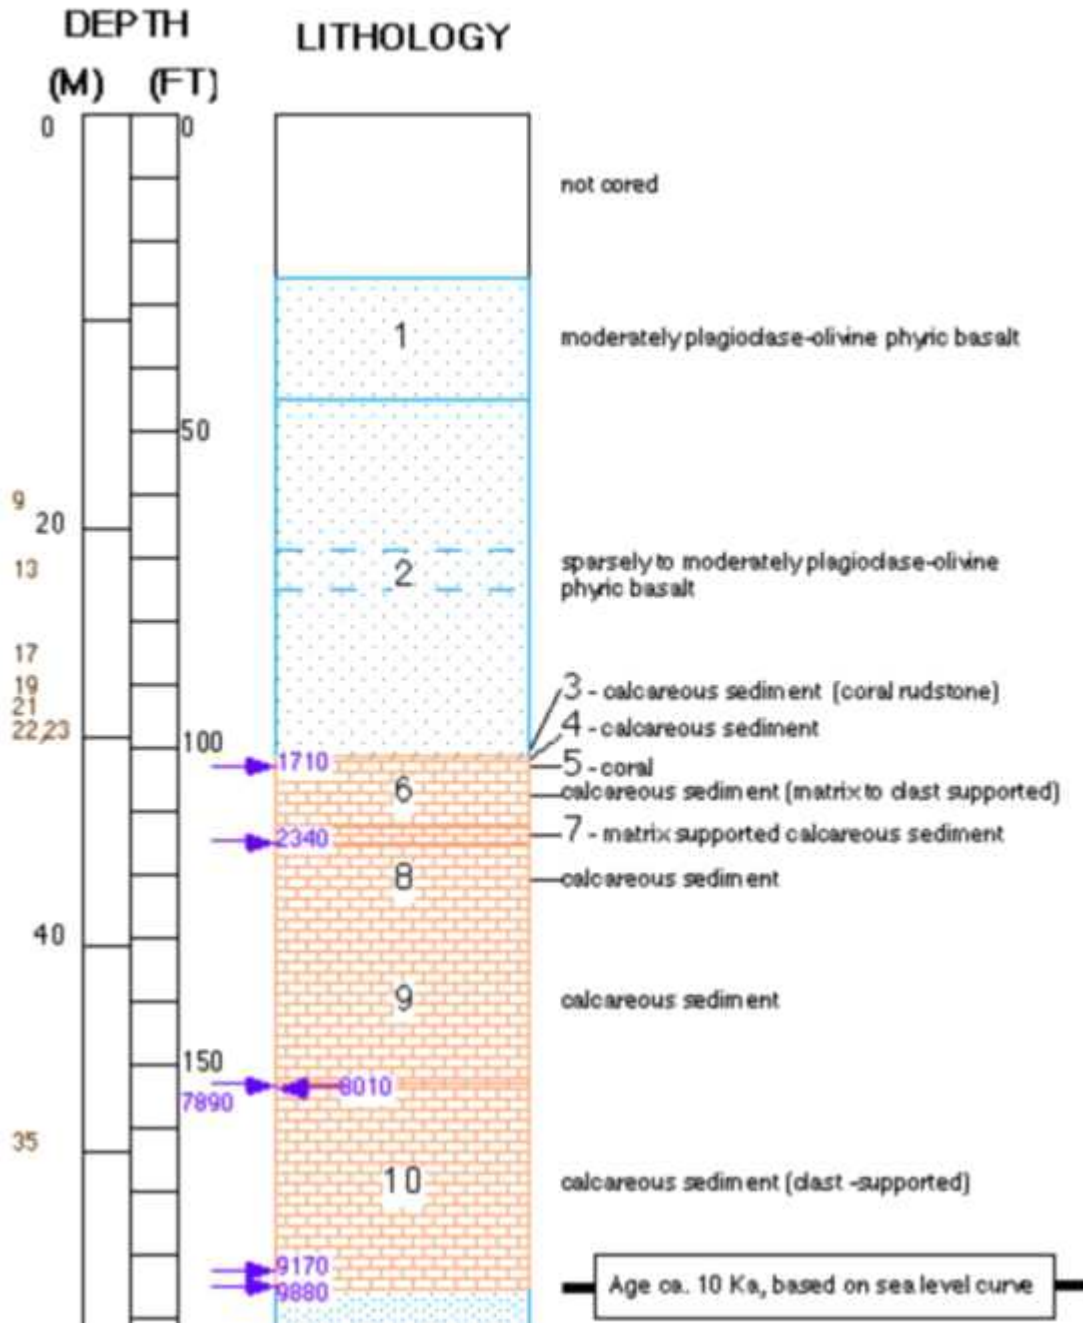 DEPTH
LITHOLOGY
(M) (FT)
0 0
not cored
1 moderately plagioclase-olivine phyric basalt
50
9
20
13
2 sparsely to moderately plagioclase-olivine
phyric basalt
17
19
21
22,23
3 - calcareous sediment (coral rudstone)
4 - calcareous sediment
100
1710 5 - coral
6 calcareous sediment (matrix to clast supported)
2340 7 - matrix supported calcareous sediment
8 calcareous sediment
40
9 calcareous sediment
150
8010
7890
35
10 calcareous sediment (clast -supported)
9170
9880
Age ca. 10 Ka, based on sea level curve